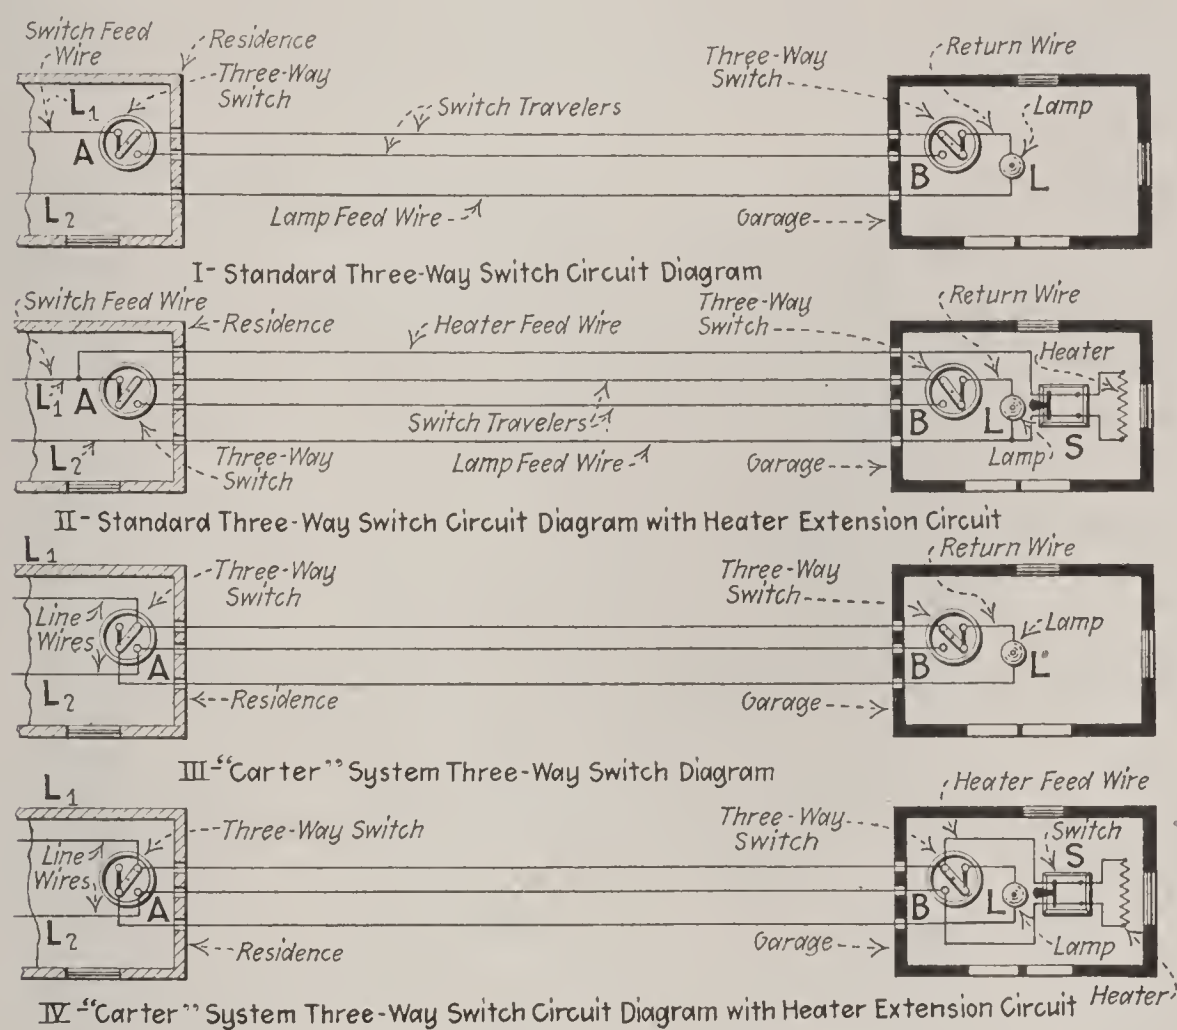 Switch Feed
Wire
Residence
Three-Way
Switch
L1
A
L2
Switch Travelers
Lamp Feed Wire
Three-Way
Switch
Return Wire
Lamp
B
L
Garage
I- Standard Three-Way Switch Circuit Diagram
Switch Feed Wire
Residence
Heater Feed Wire
Three-Way
Switch
Return Wire
Heater
L1
A
L2
Switch Travelers
Three-Way
Switch
Lamp Feed Wire
Garage
B
L
Lamp
S
II- Standard Three-Way Switch Circuit Diagram with Heater Extension Circuit
L1
Three-Way
Switch
Line
Wires
A
L2
Residence
Three-Way
Switch
Return Wire
Lamp
B
L
Garage
III-"Carter" System Three-Way Switch Diagram
L1
Three-Way Switch
Line
Wires
A
L2
Residence
Three-Way
Switch
Heater Feed Wire
Switch
S
B
L
Garage
Lamp
Heater
IV-"Carter" System Three-Way Switch Circuit Diagram with Heater Extension Circuit